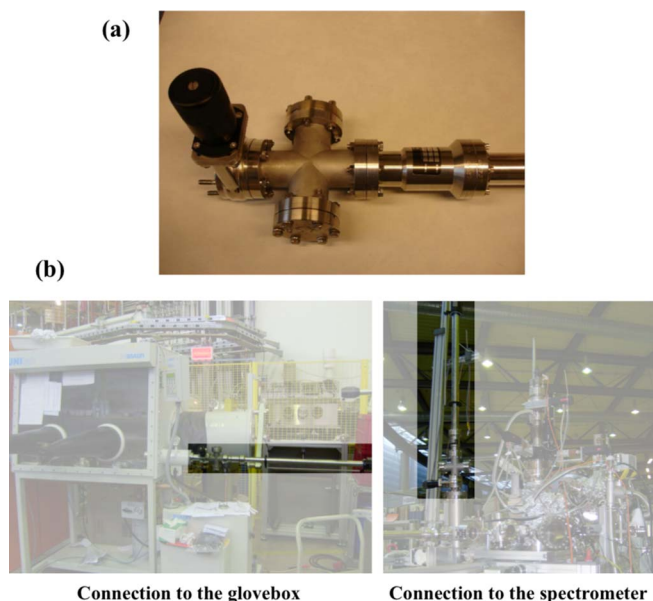 (a)
(b)
Connection to the glovebox
Connection to the spectrometer